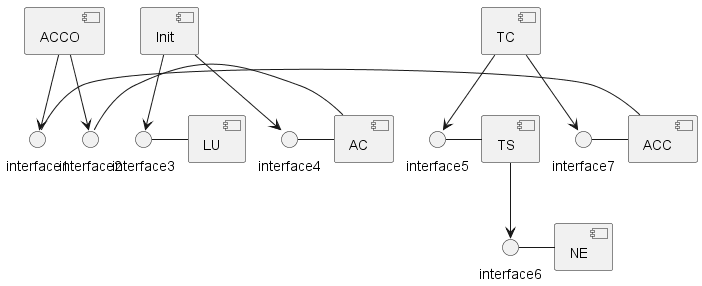 ACCO
Init
TC
interface1
interface2
interface3
LU
interface4
AC
interface5
TS
interface7
ACC
interface6
NE